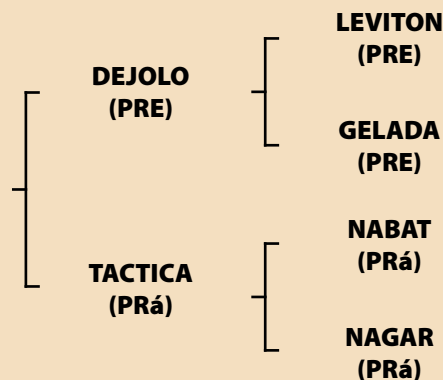 LEVITON
(PRE)
DEJOLO
(PRE)
GELADA
(PRE)
NABAT
(PRá)
TACTICA
(PRá)
NAGAR
(PRá)